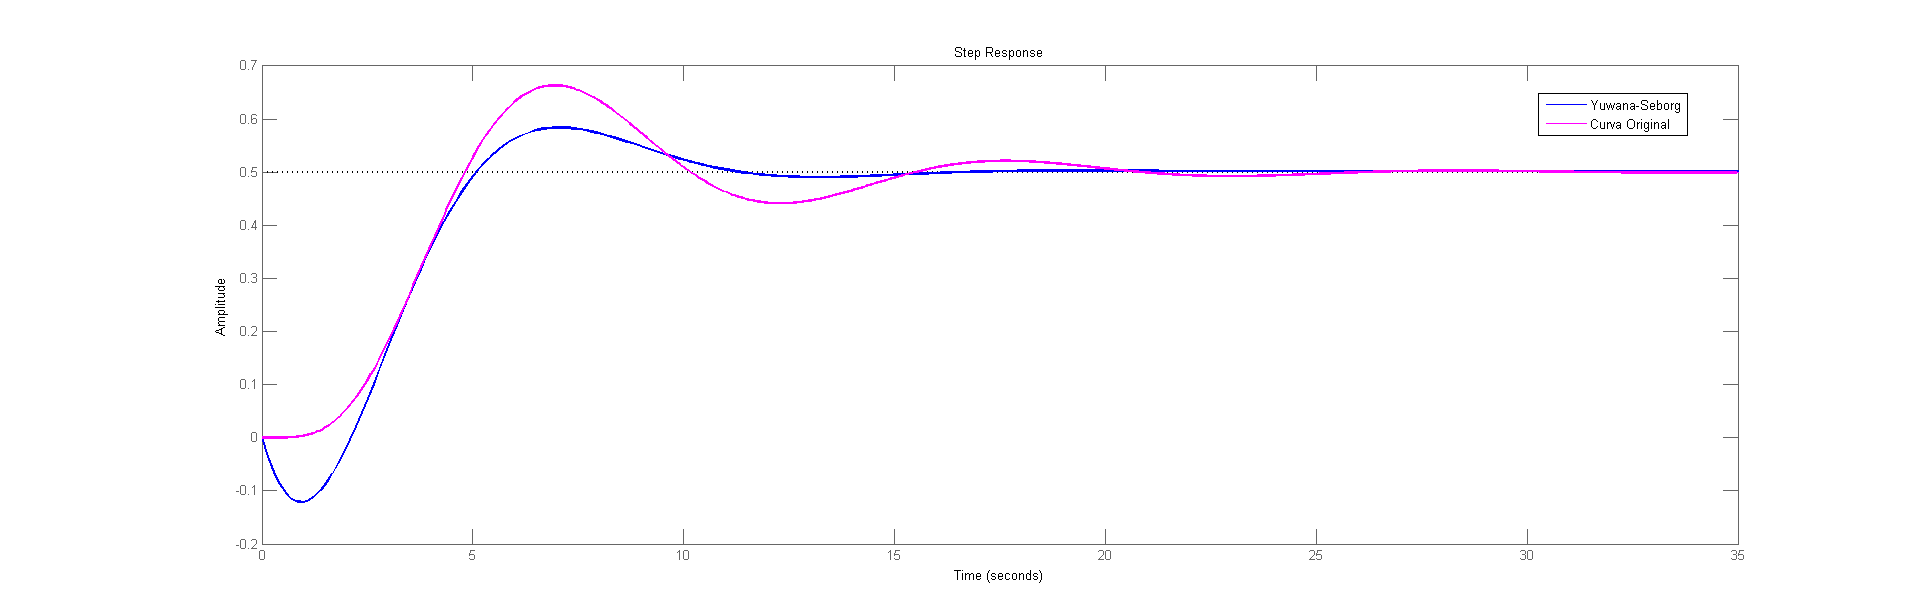 Step Response
0.7
0.6
0.5
0.4
0.3
0.2
0.1
0
-0.1
-0.2
Amplitude
Yuwana-Seborg
Curva Original
0 5 10 15 20 25 30 35
Time (seconds)